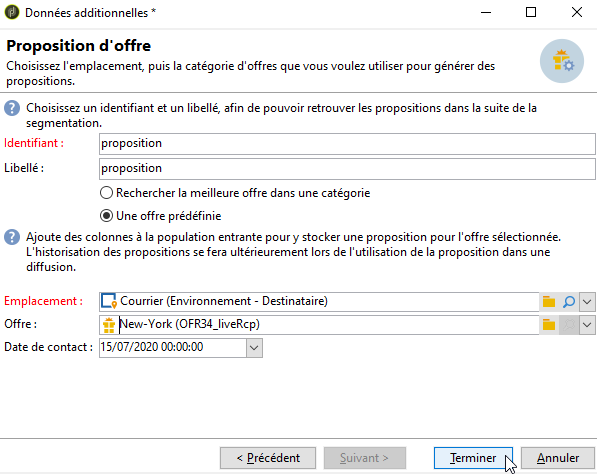 Données additionnelles *
Proposition d'offre
Choisissez l'emplacement, puis la catégorie d'offres que vous voulez utiliser pour générer des
propositions.
Choisissez un identifiant et un libellé, afin de pouvoir retrouver les propositions dans la suite de la
segmentation.
Identifiant : proposition
Libellé : proposition
Rechercher la meilleure offre dans une catégorie
Une offre prédéfinie
Ajoute des colonnes à la population entrante pour y stocker une proposition pour l'offre sélectionnée.
L'historisation des propositions se fera ultérieurement lors de l'utilisation de la proposition dans une
diffusion.
Emplacement : Courrier (Environnement - Destinataire)
Offre : New-York (OFR34_liveRcp)
Date de contact : 15/07/2020 00:00:00
< Précédent Suivant > Terminer Annuler